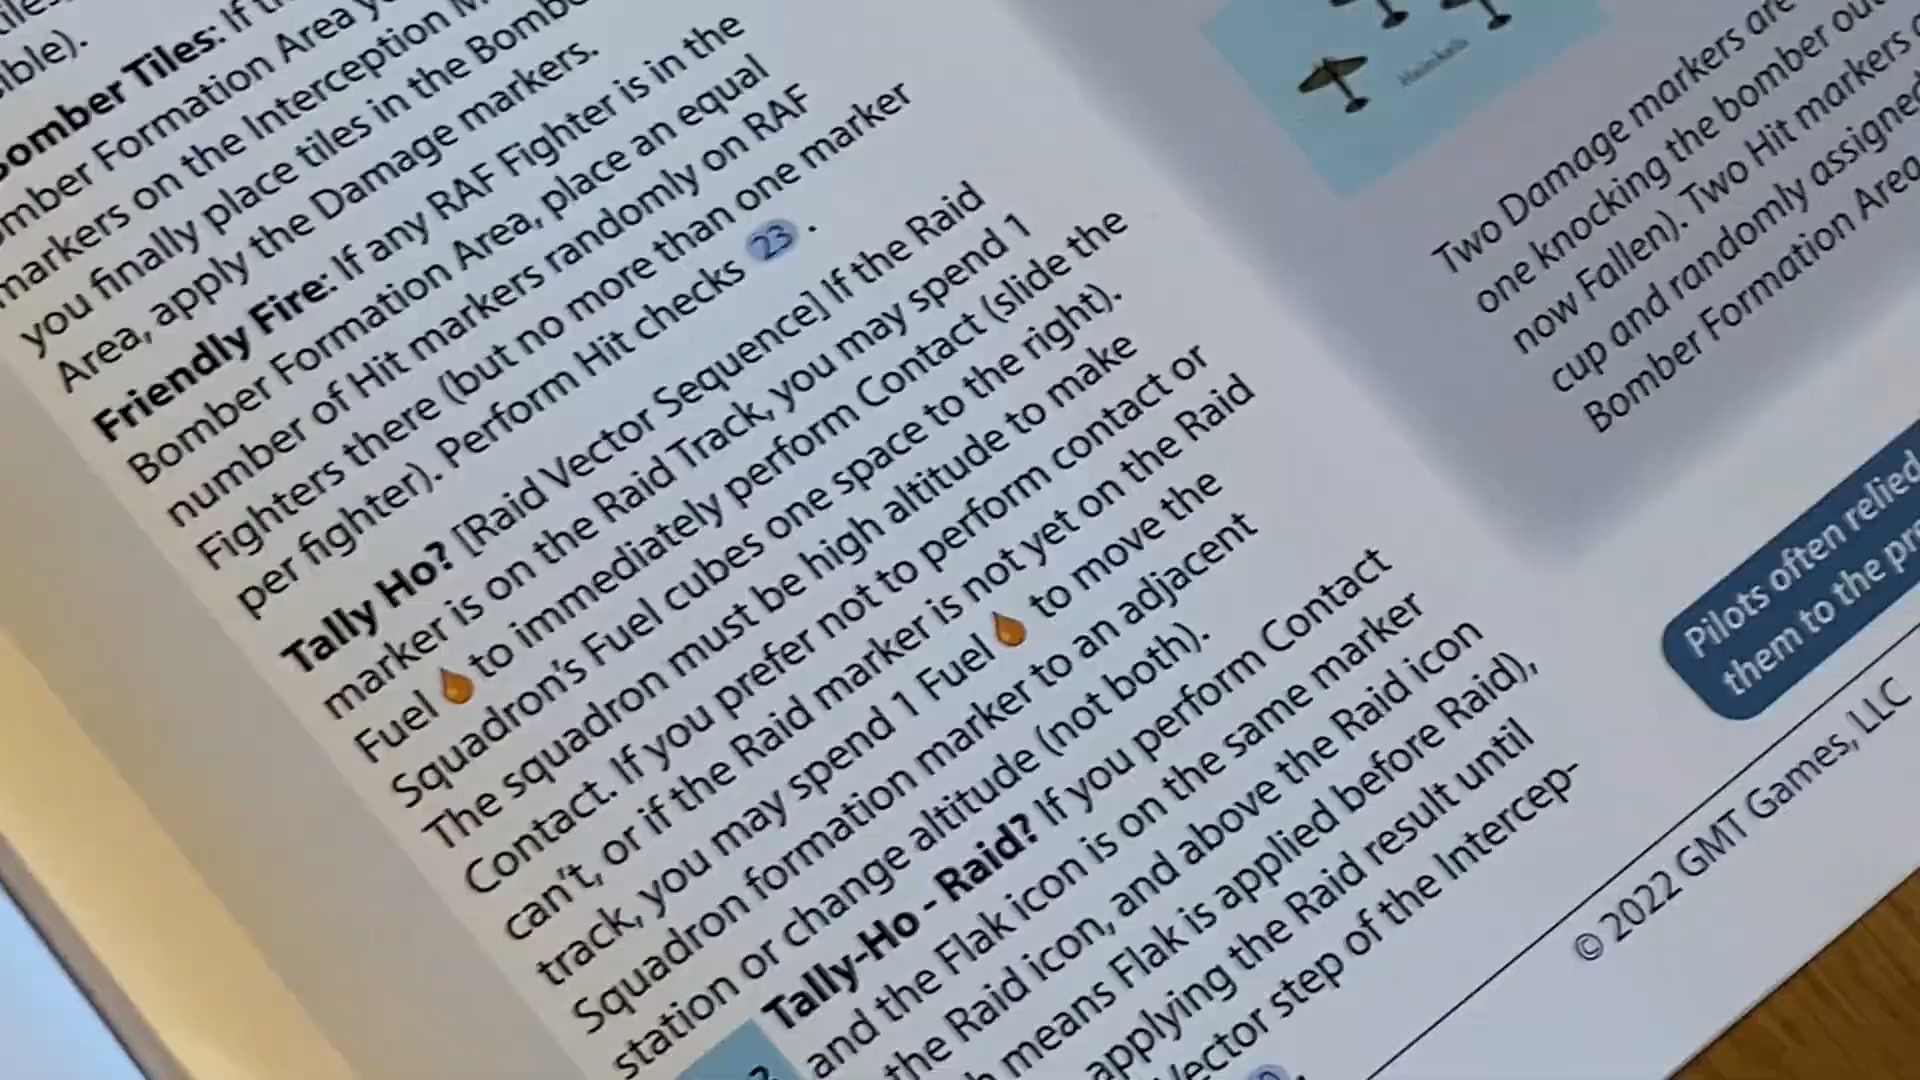 ible).
Bomber Tiles: If
mber Formation Area
markers on the Interception
you finally place tiles in the Bombe
Area, apply the Damage markers.
Friendly Fire: If any RAF Fighter is in the
Bomber Formation Area, place an equal
number of Hit markers randomly on RAF
Fighters there (but no more than one marker
per fighter). Perform Hit checks 23 .
Tally Ho? [Raid Vector Sequence] If the Raid
marker is on the Raid Track, you may spend 1
Fuel to immediately perform Contact (slide the
Squadron's Fuel cubes one space to the right).
The squadron must be high altitude to make
Contact. If you prefer not to perform contact or
can't, or if the Raid marker is not yet on the Raid
track, you may spend 1 Fuel to move the
Squadron formation marker to an adjacent
station or change altitude (not both).
Tally-Ho - Raid? If you perform Contact
and the Flak icon is on the same marker
the Raid icon, and above the Raid icon
means Flak is applied before Raid),
applying the Raid result until
Vector step of the Intercep-
Heinkels
Two Damage markers are
one knocking the bomber ou
now Fallen). Two Hit markers
cup and randomly assigned
Bomber Formation Area
Pilots often relied
them to the pr
© 2022 GMT Games, LLC